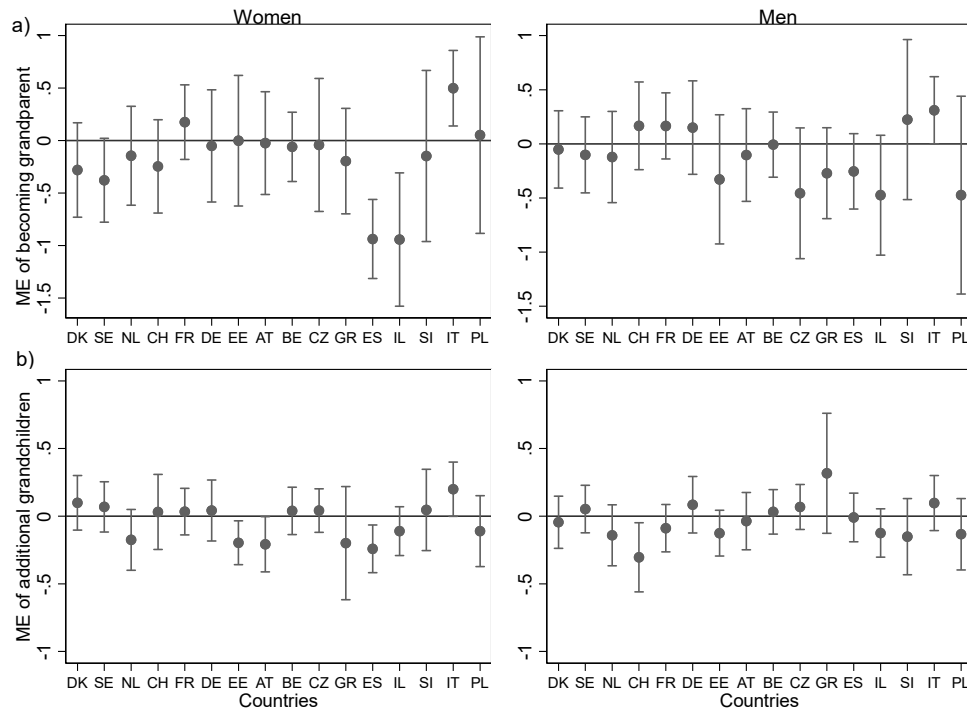 Women
Men
a)
ME of becoming grandparent
1
.5
0
-.5
-1
-1.5
DK SE NL CH FR DE EE AT BE CZ GR ES IL SI IT PL
1
.5
0
-.5
-1
-1.5
DK SE NL CH FR DE EE AT BE CZ GR ES IL SI IT PL
b)
ME of additional grandchildren
1
.5
0
-.5
-1
DK SE NL CH FR DE EE AT BE CZ GR ES IL SI IT PL
Countries
1
.5
0
-.5
-1
DK SE NL CH FR DE EE AT BE CZ GR ES IL SI IT PL
Countries